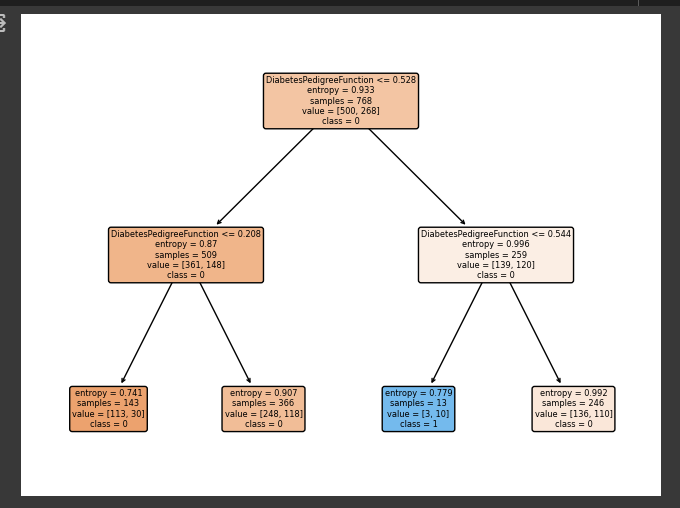 DiabetesPedigreeFunction <= 0.528
entropy = 0.933
samples = 768
value = [500, 268]
class = 0
DiabetesPedigreeFunction <= 0.208
entropy = 0.87
samples = 509
value = [361, 148]
class = 0
DiabetesPedigreeFunction <= 0.544
entropy = 0.996
samples = 259
value = [139, 120]
class = 0
entropy = 0.741
samples = 143
value = [113, 30]
class = 0
entropy = 0.907
samples = 366
value = [248, 118]
class = 0
entropy = 0.779
samples = 13
value = [3, 10]
class = 1
entropy = 0.992
samples = 246
value = [136, 110]
class = 0